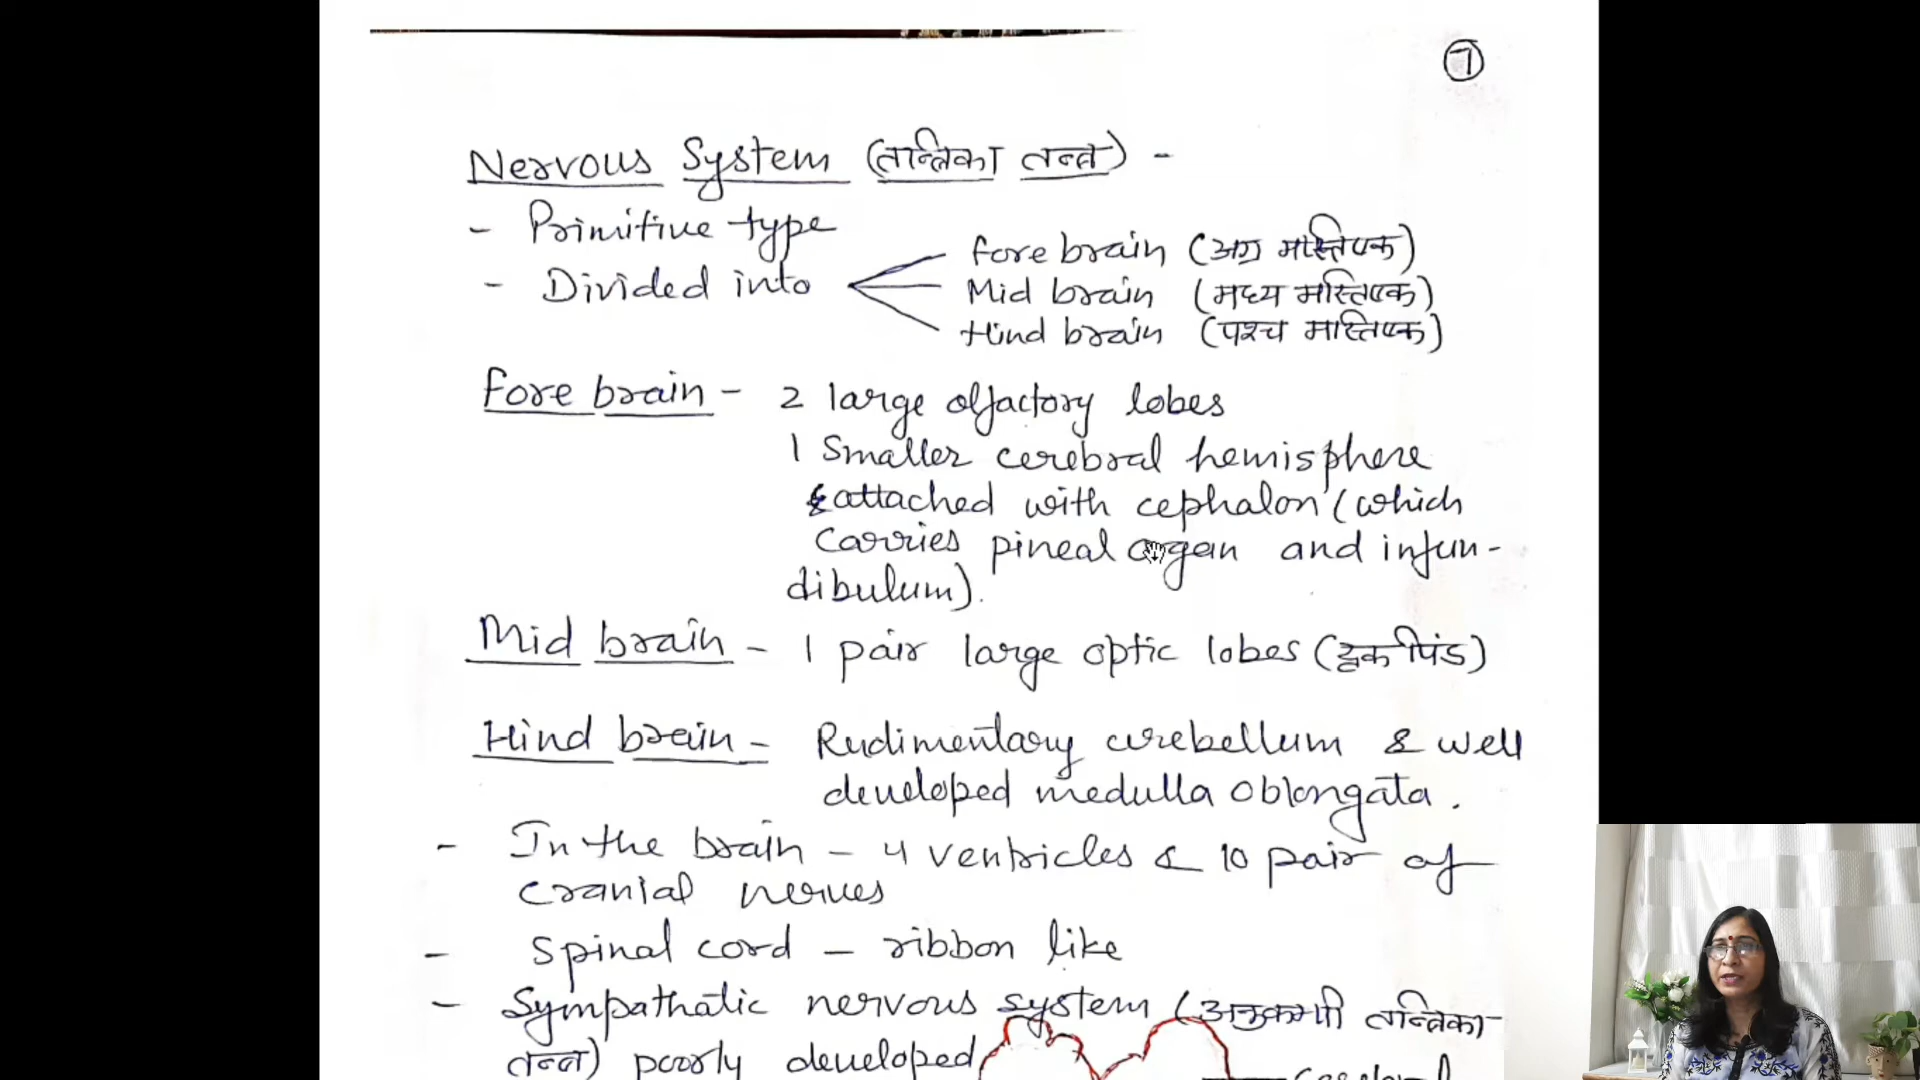 7
Nervous System (तान्त्रिका तन्त्र) -
- Primitive type
- Divided into
Fore brain (अग्र मस्तिष्क)
Mid brain (मध्य मस्तिष्क)
Hind brain (पश्च मस्तिष्क)
Fore brain - 2 large olfactory lobes
1 Smaller cerebral hemisphere
& attached with cephalon (which
carries pineal organ and infun-
dibulum).
Mid brain - 1 pair large optic lobes (दृक पिंड)
Hind brain - Rudimentary cerebellum & well
developed medulla oblongata.
- In the brain - 4 ventricles & 10 pair of
cranial nerves
- Spinal cord - ribbon like
- Sympathatic nervous system (अनुकम्पी तन्त्रिका-
तन्त्र) poorly developed